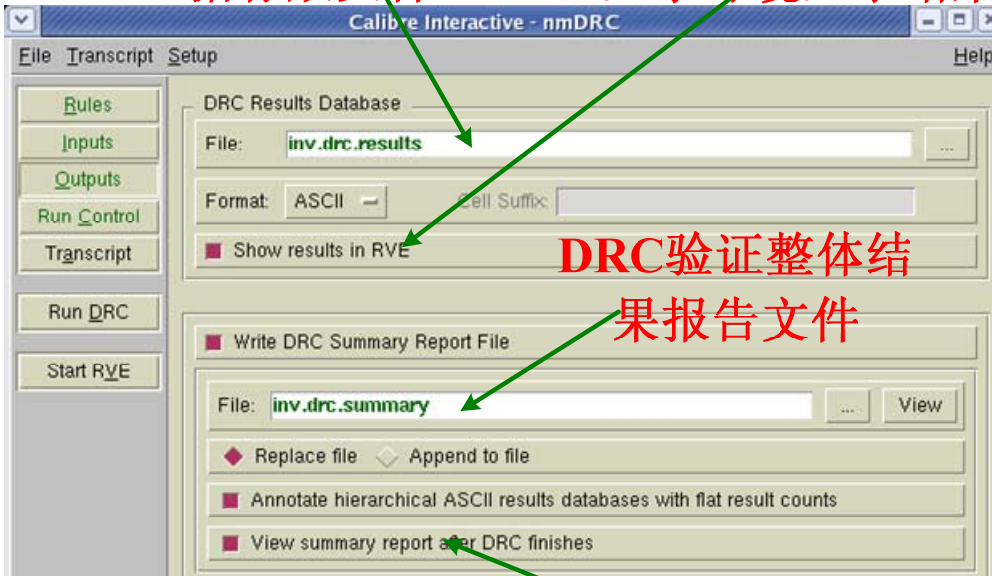 Calibre Interactive - nmDRC
File Transcript Setup Help
Rules
Inputs
Outputs
Run Control
Transcript
Run DRC
Start RVE
DRC Results Database
File: inv.drc.results ...
Format: ASCII Cell Suffix:
Show results in RVE
DRC验证整体结
果报告文件
Write DRC Summary Report File
File: inv.drc.summary ... View
Replace file Append to file
Annotate hierarchical ASCII results databases with flat result counts
View summary report after DRC finishes